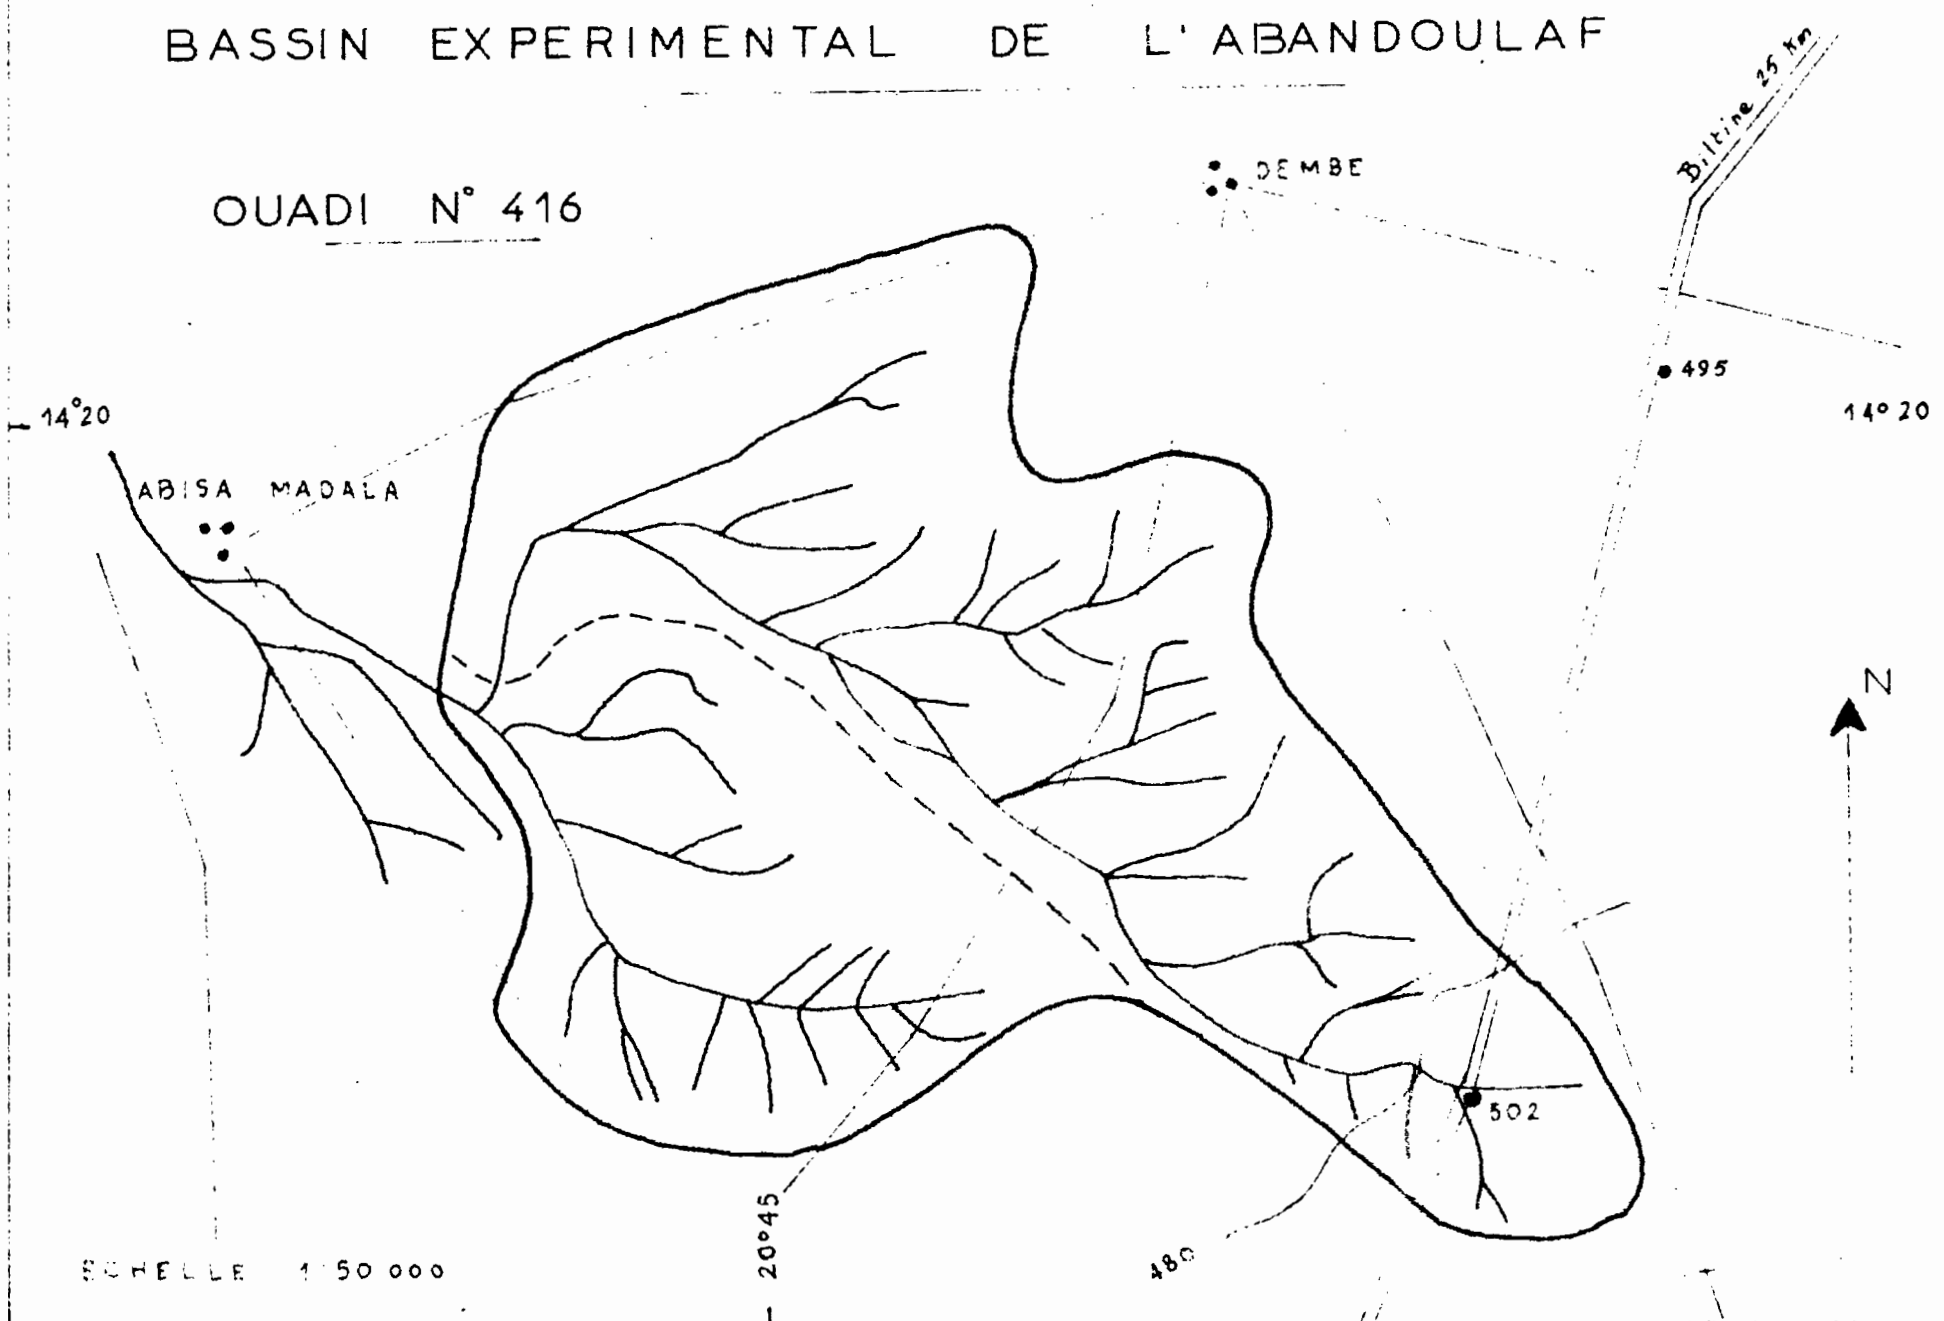 BASSIN EXPERIMENTAL DE L'ABANDOULAF
Biltine 25 km
DEMBE
OUADI N° 416
495
14°20
14°20
ABISA MADALA
N
502
20°45
480
ECHELLE 1 50 000